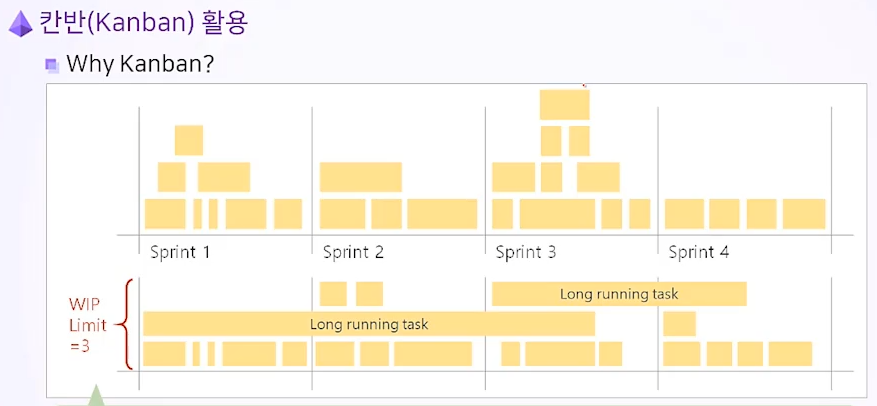 칸반(Kanban) 활용
Why Kanban?
Sprint 1
Sprint 2
Sprint 3
Sprint 4
WIP
Limit
=3
Long running task
Long running task